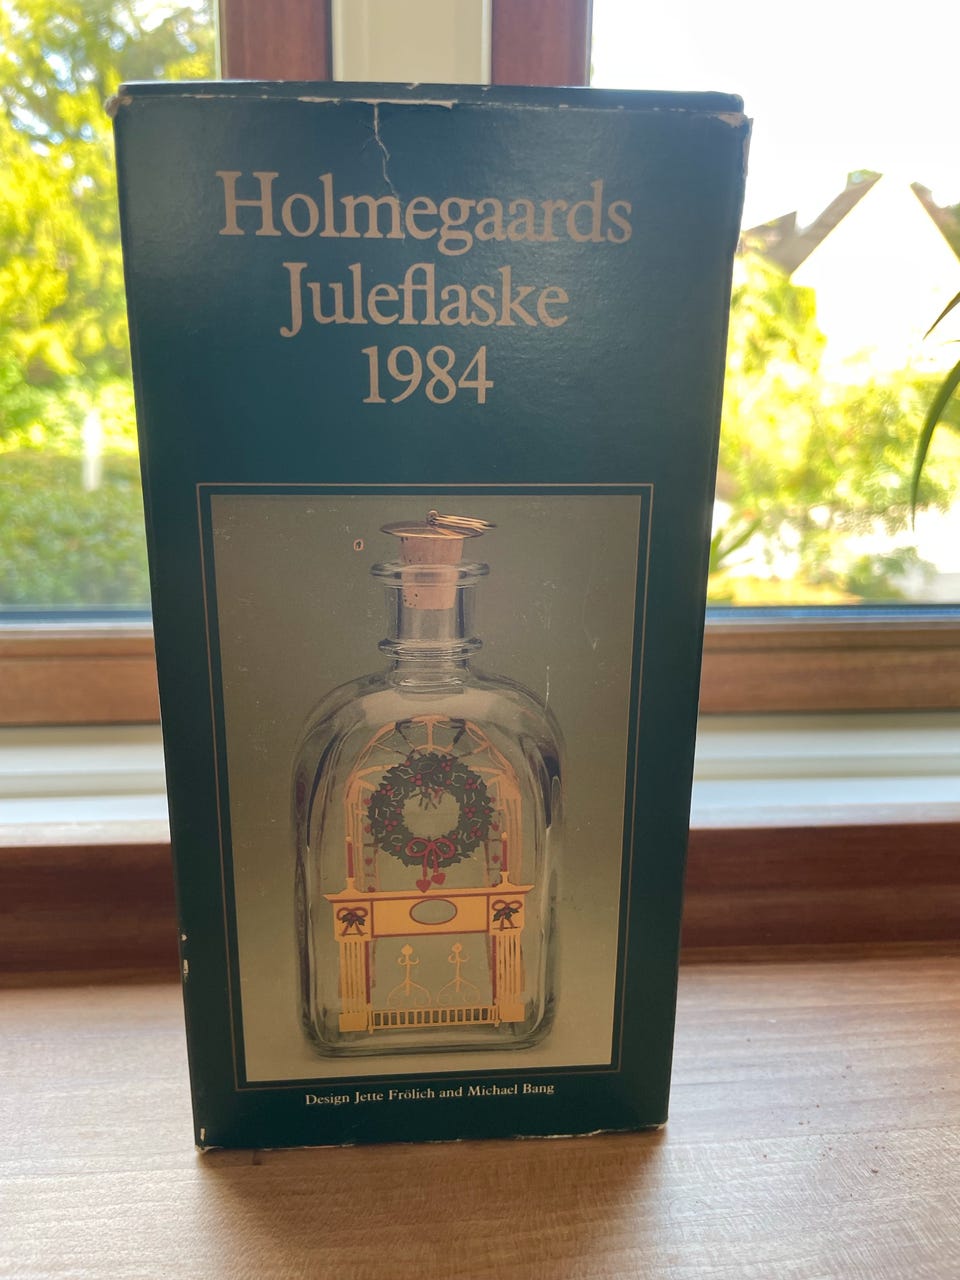 Holmegaards
Juleflaske
1984
Design Jette Frölich and Michael Bang